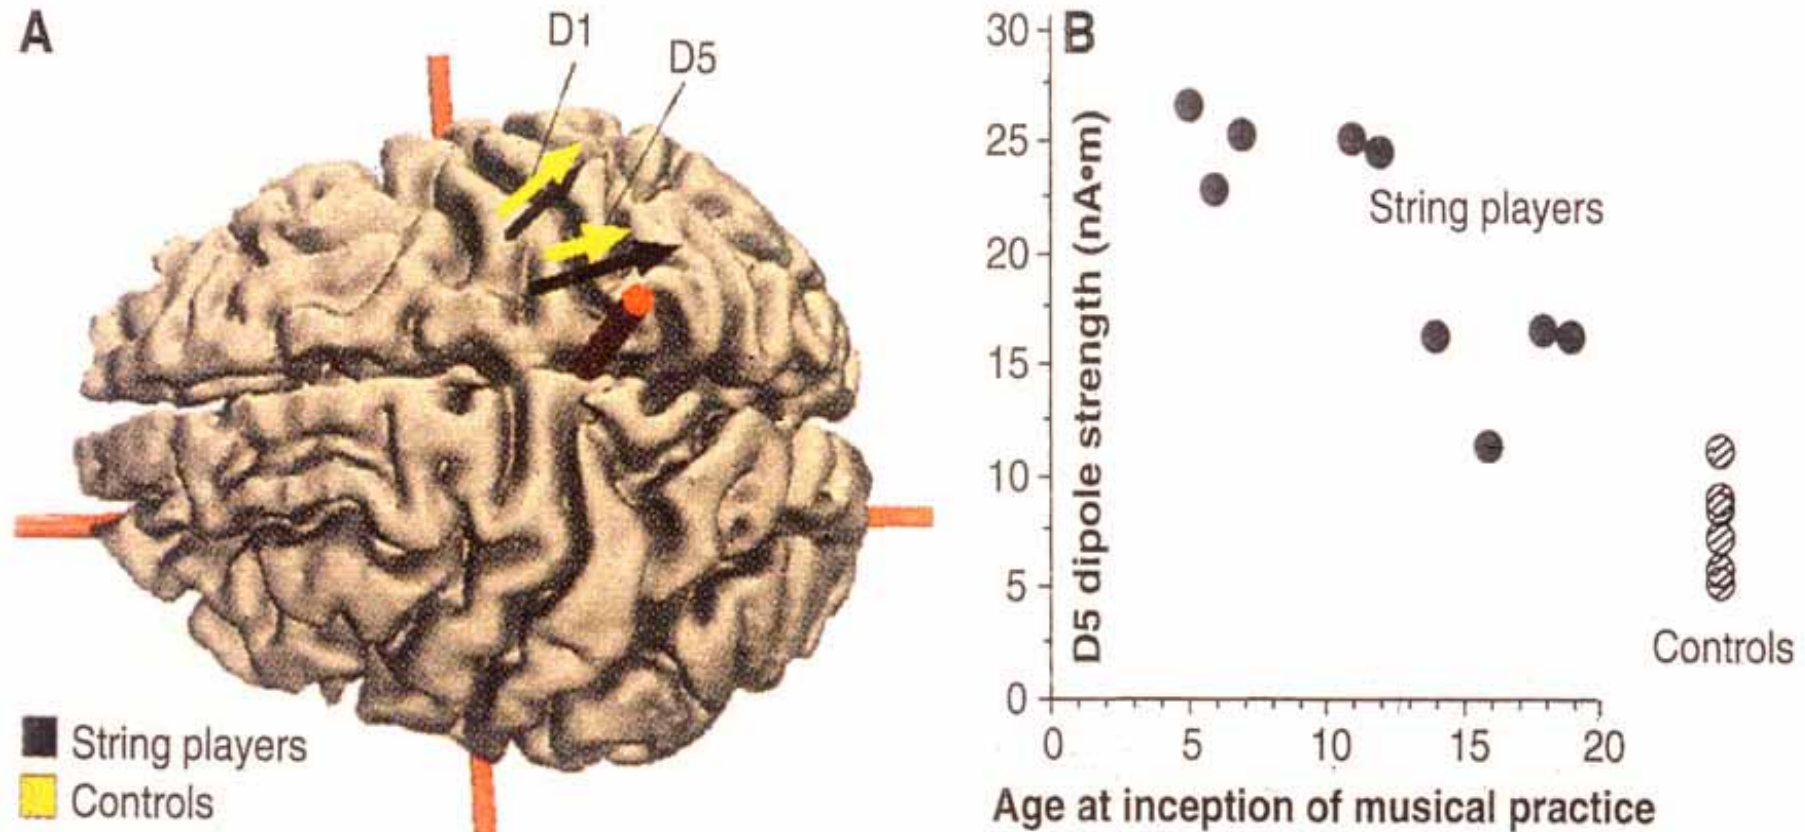 A
D1
D5
String players
Controls
B
D5 dipole strength (nA•m)
30
25
20
15
10
5
0
String players
Controls
0 5 10 15 20
Age at inception of musical practice